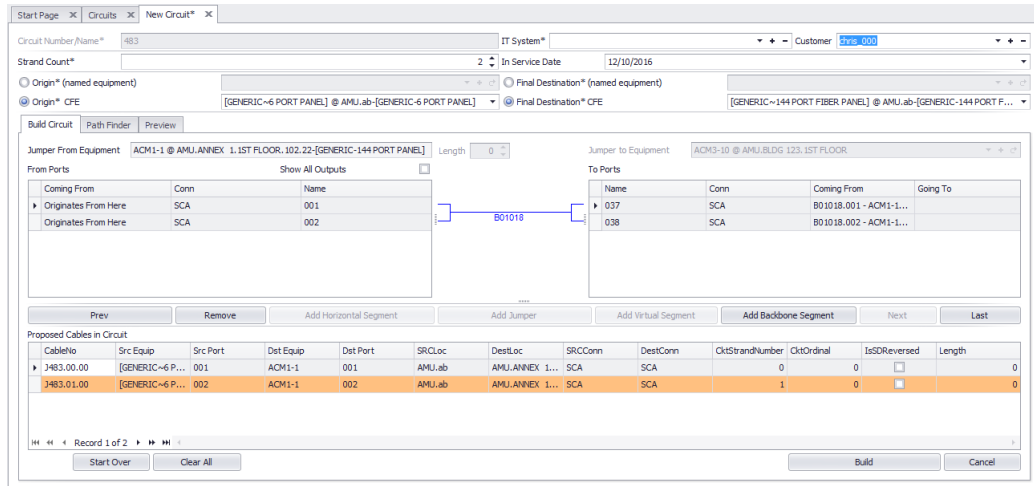 Start Page Circuits New Circuit*
Circuit Number/Name* 483 IT System* Customer chris_000
Strand Count* 2 In Service Date 12/10/2016
Origin* (named equipment) Final Destination* (named equipment)
Origin* CFE [GENERIC~6 PORT PANEL] @ AMU.ab-[GENERIC-6 PORT PANEL] Final Destination* CFE [GENERIC~144 PORT FIBER PANEL] @ AMU.ab-[GENERIC-144 PORT F...
Build Circuit Path Finder Preview
Jumper From Equipment ACM1-1 @ AMU.ANNEX 1.1ST FLOOR.102.22-[GENERIC-144 PORT PANEL] Length 0 Jumper to Equipment ACM3-10 @ AMU.BLDG 123.1ST FLOOR
From Ports Show All Outputs To Ports
Coming From Conn Name Name Conn Coming From Going To
Originates From Here SCA 001 037 SCA B01018.001 - ACM1-1...
Originates From Here SCA 002 038 SCA B01018.002 - ACM1-1...
B01018
Prev Remove Add Horizontal Segment Add Jumper Add Virtual Segment Add Backbone Segment Next Last
Proposed Cables in Circuit
CableNo Src Equip Src Port Dst Equip Dst Port SRCLoc DestLoc SRCConn DestConn CktStrandNumber CktOrdinal IsSDReversed Length
J483.00.00 [GENERIC~6 P... 001 ACM1-1 001 AMU.ab AMU.ANNEX 1... SCA SCA 0 0 0
J483.01.00 [GENERIC~6 P... 002 ACM1-1 002 AMU.ab AMU.ANNEX 1... SCA SCA 1 0 0
Record 1 of 2
Start Over Clear All Build Cancel